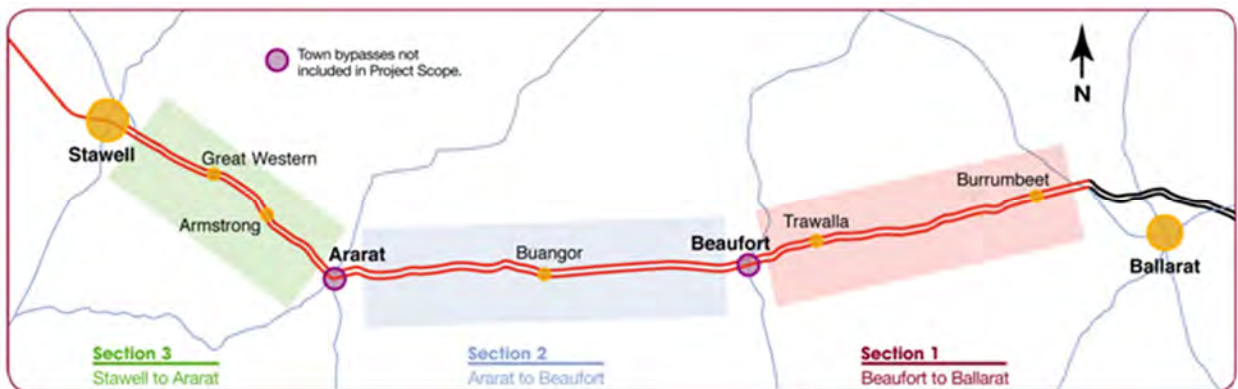 Town bypasses not
included in Project Scope.
N
Stawell
Great Western
Armstrong
Ararat
Buangor
Beaufort
Trawalla
Burrumbeet
Ballarat
Section 3
Stawell to Ararat
Section 2
Ararat to Beaufort
Section 1
Beaufort to Ballarat